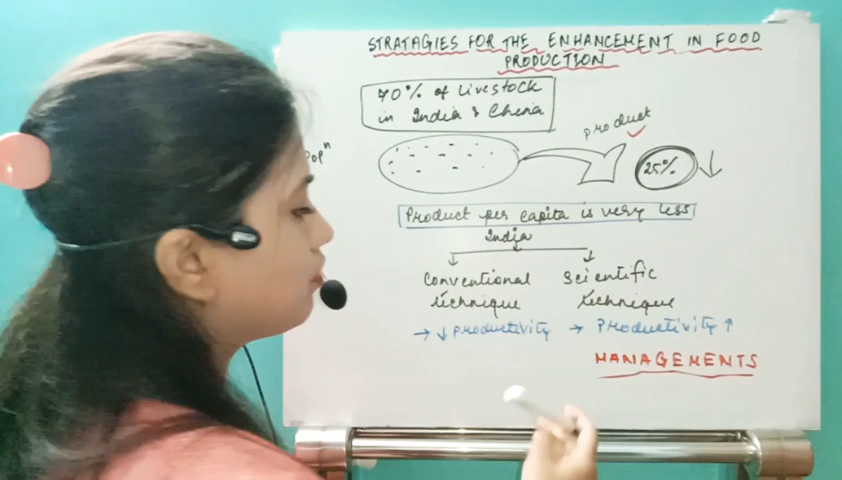 STRATAGIES FOR THE ENHANCEMENT IN FOOD
PRODUCTION
70% of Livestock
in India & China
Popⁿ
product ✓
25% ↓
Product per capita is very less
India
Conventional
technique
→ ↓ productivity
Scientific
technique
→ Productivity ↑
MANAGEMENTS